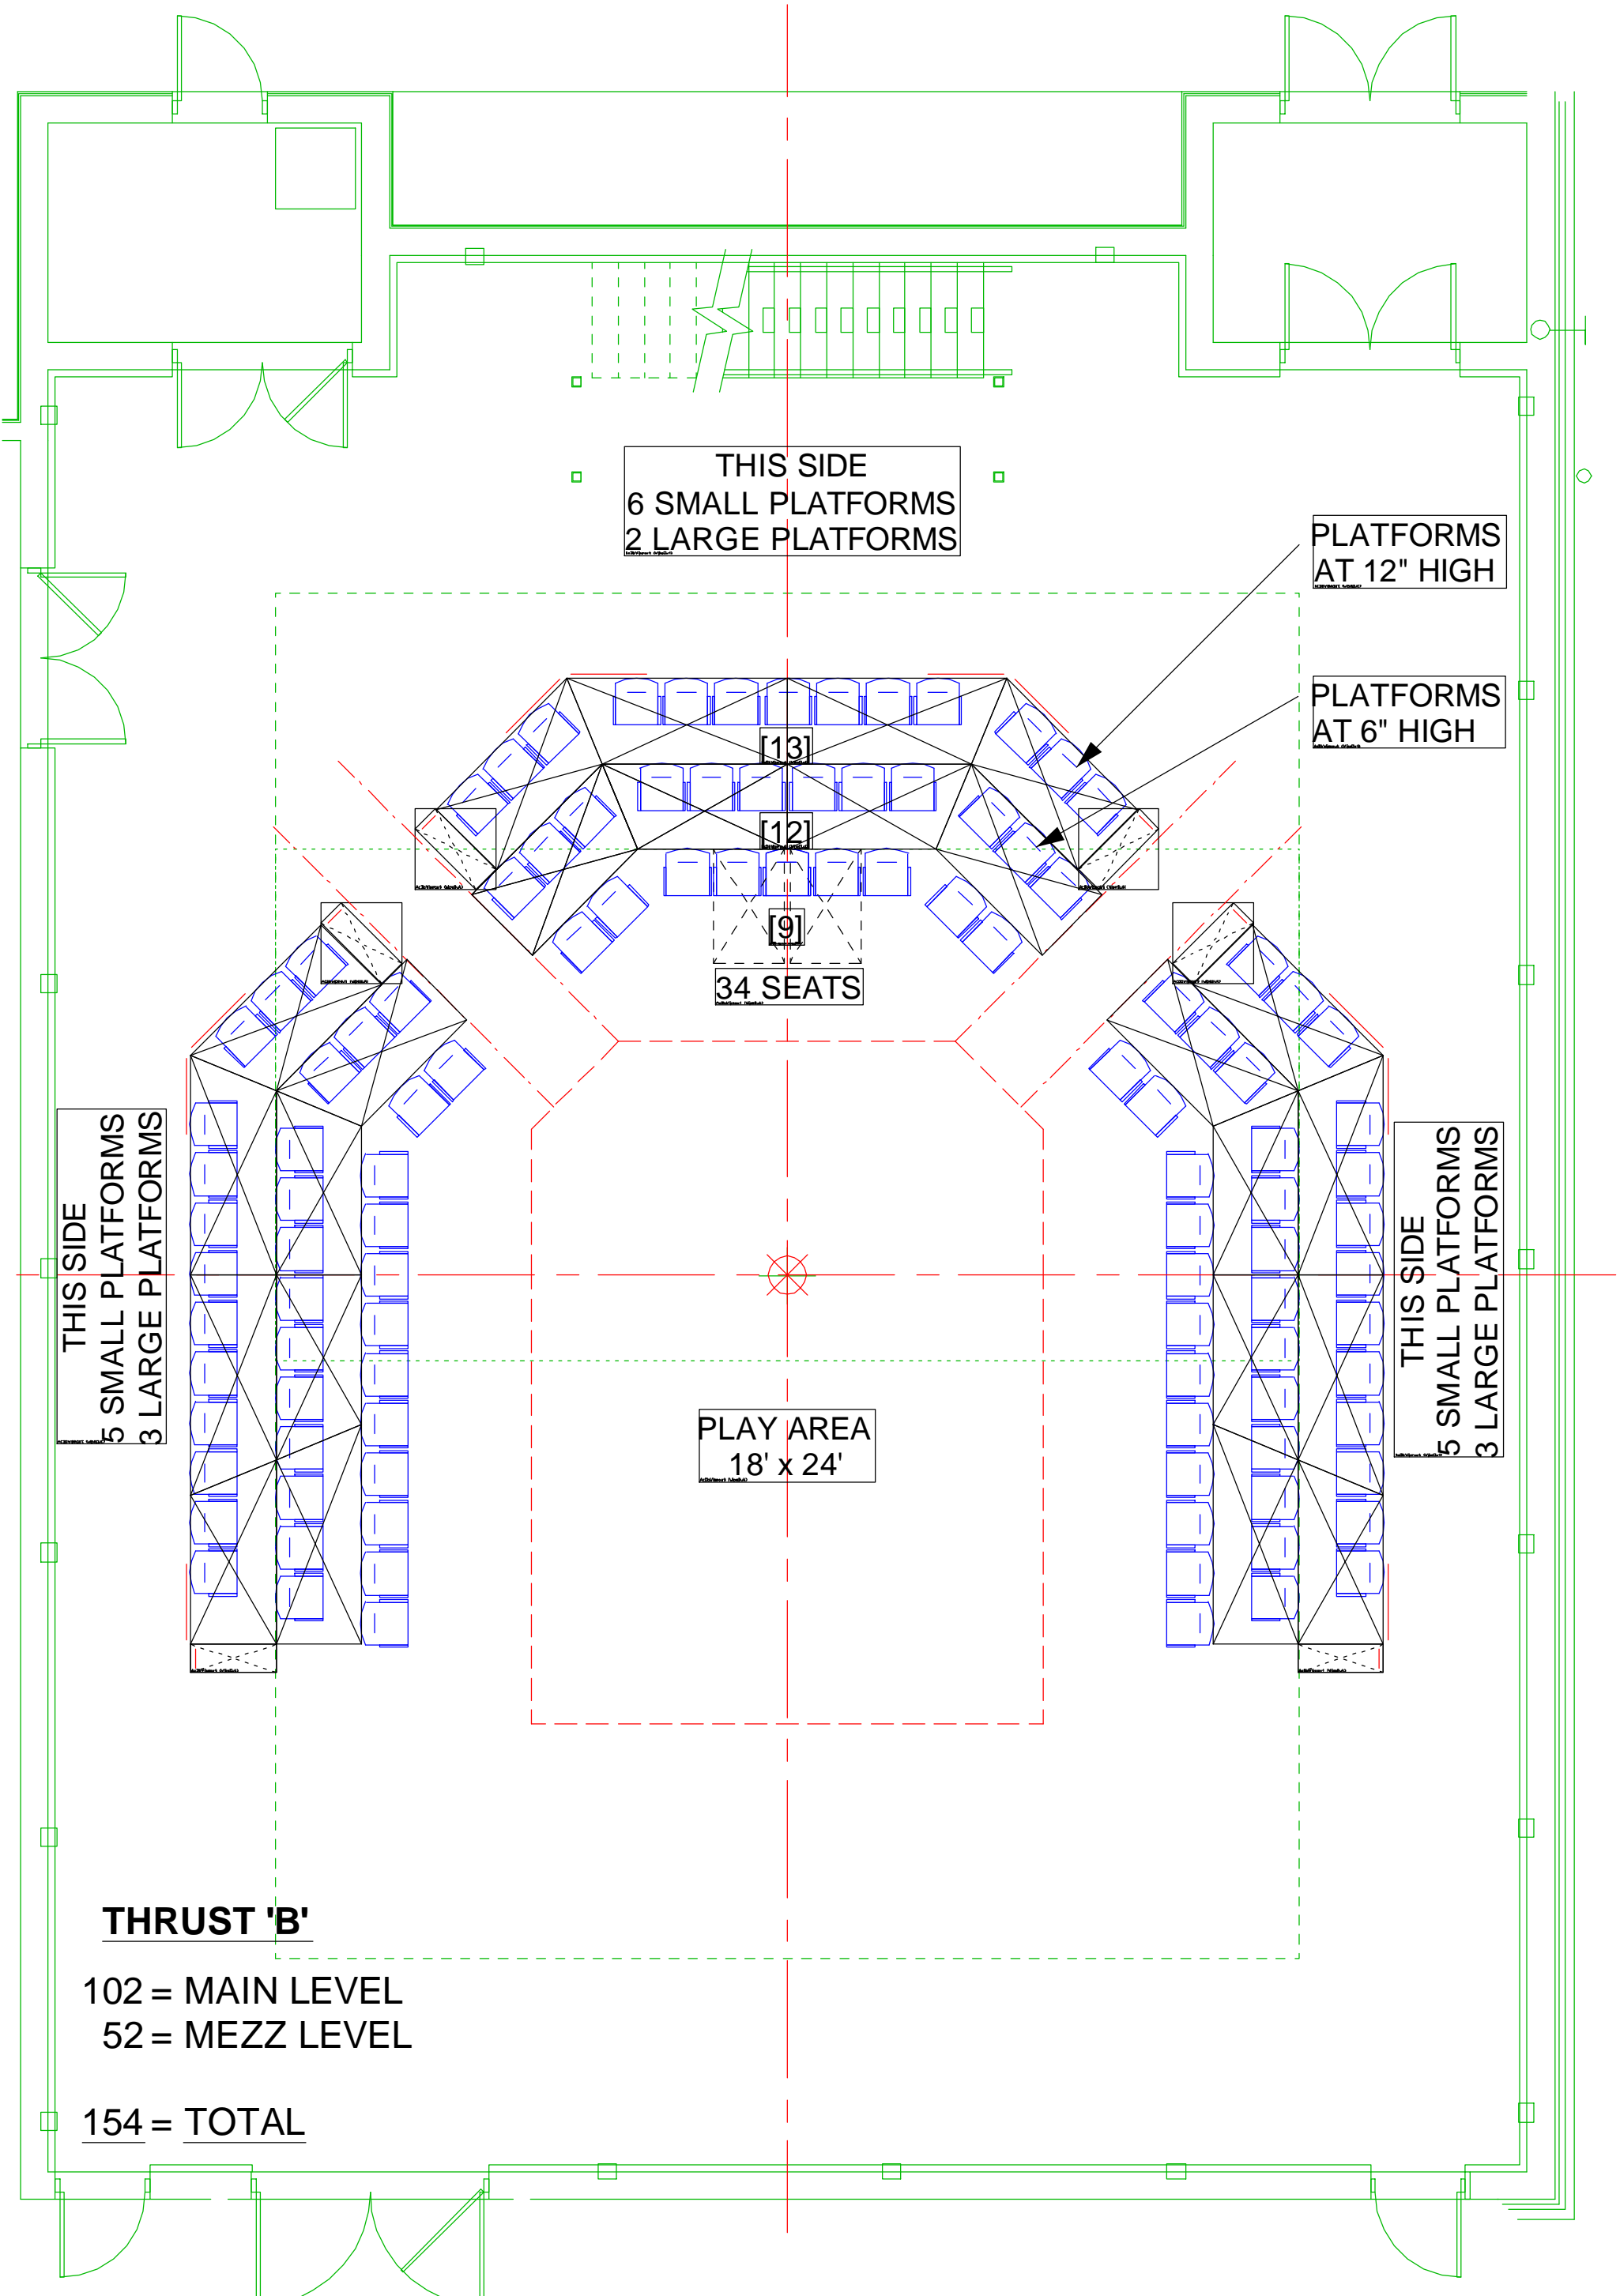 THIS SIDE
6 SMALL PLATFORMS
2 LARGE PLATFORMS
PLATFORMS
AT 12" HIGH
PLATFORMS
AT 6" HIGH
[13]
[12]
[9]
34 SEATS
THIS SIDE
5 SMALL PLATFORMS
3 LARGE PLATFORMS
THIS SIDE
5 SMALL PLATFORMS
3 LARGE PLATFORMS
PLAY AREA
18' x 24'
THRUST 'B'
102 = MAIN LEVEL
52 = MEZZ LEVEL
154 = TOTAL